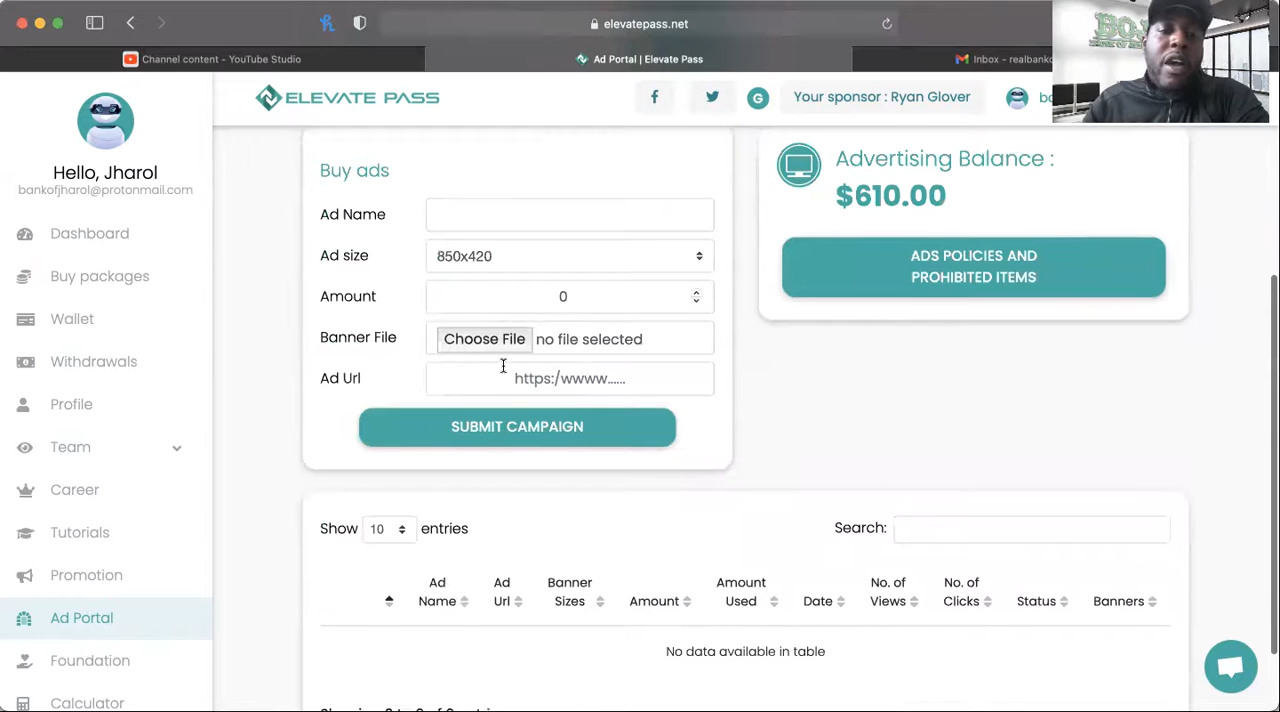 elevatepass.net
Channel content - YouTube Studio
Ad Portal | Elevate Pass
Inbox - realbanko
ELEVATE PASS
Your sponsor : Ryan Glover
Hello, Jharol
bankofjharol@protonmail.com
Dashboard
Buy packages
Wallet
Withdrawals
Profile
Team
Career
Tutorials
Promotion
Ad Portal
Foundation
Calculator
Buy ads
Ad Name
Ad size
850x420
Amount
0
Banner File
Choose File no file selected
Ad Url
https:/wwww......
SUBMIT CAMPAIGN
Advertising Balance :
$610.00
ADS POLICIES AND
PROHIBITED ITEMS
Show 10 entries
Search:
Ad Name
Ad Url
Banner Sizes
Amount
Amount Used
Date
No. of Views
No. of Clicks
Status
Banners
No data available in table